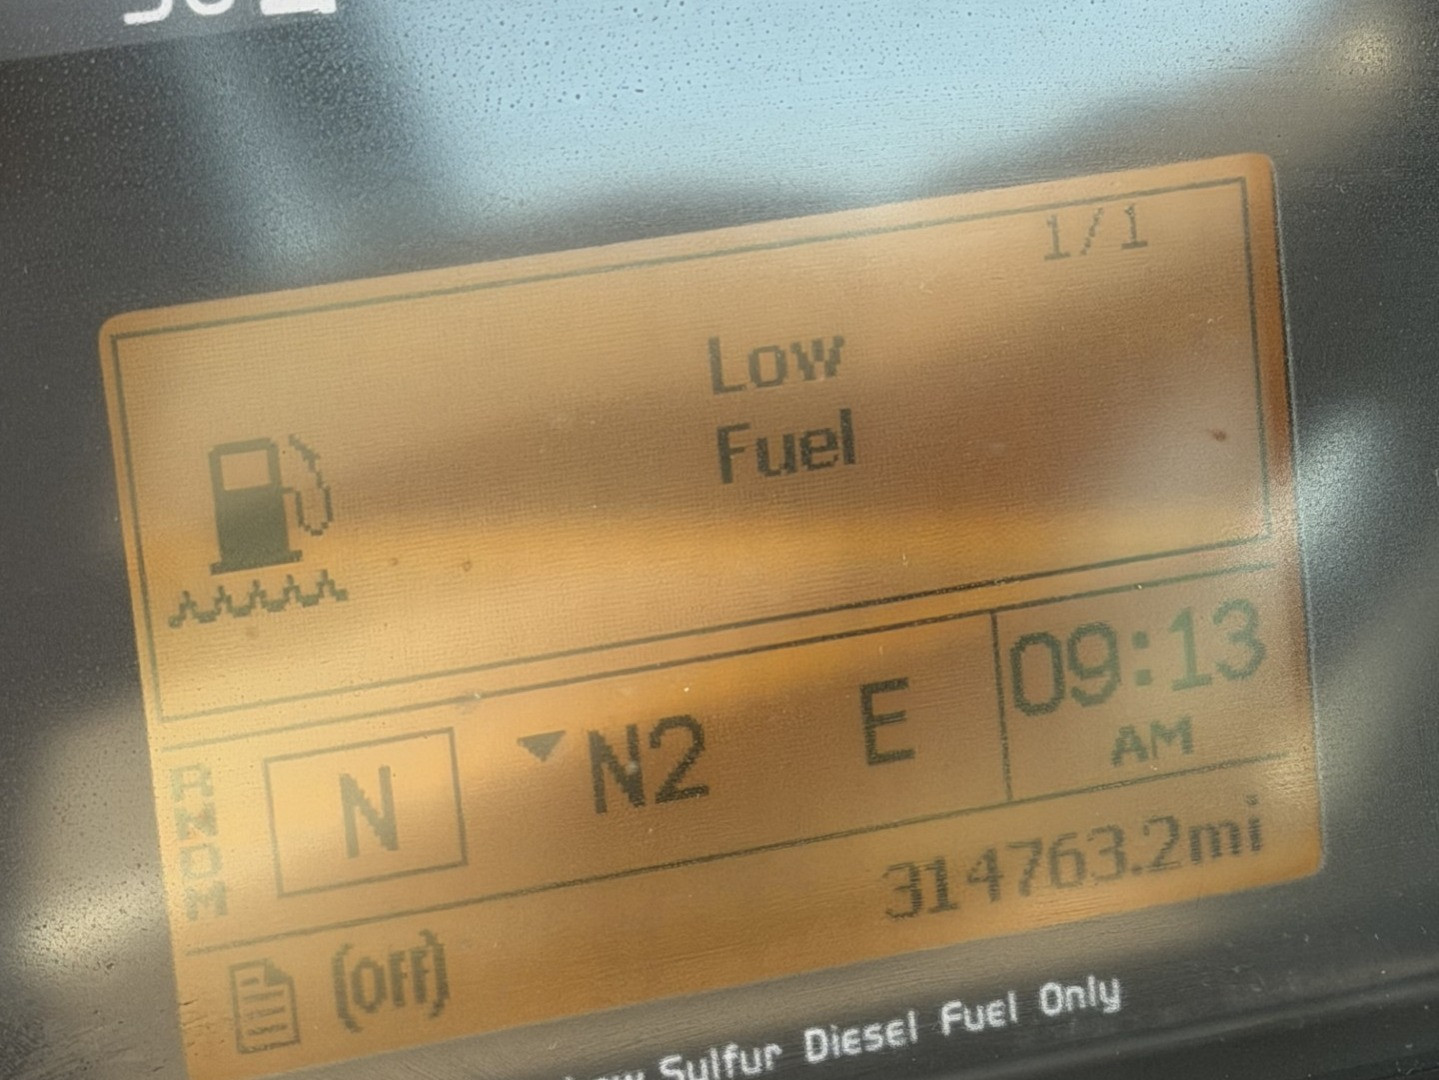 1/1
Low
Fuel
R
N
D
M
N
N2
E
09:13
AM
314763.2mi
(Off)
Sulfur Diesel Fuel Only